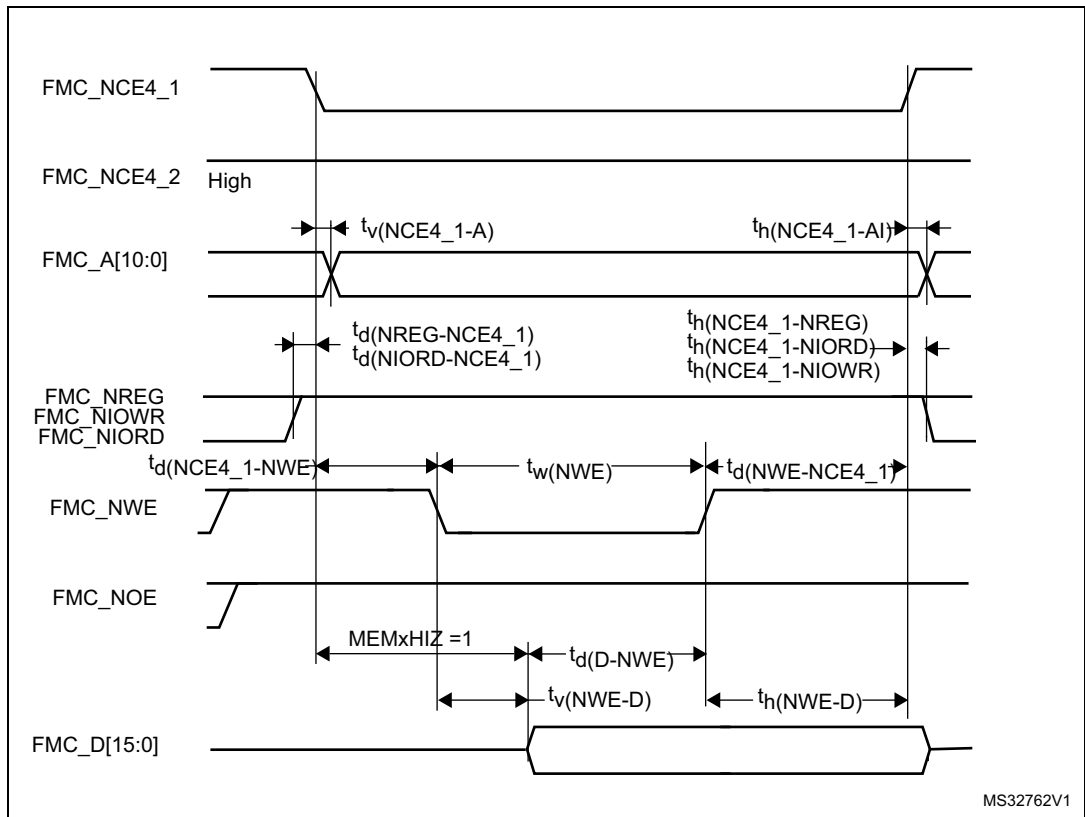 FMC_NCE4_1
FMC_NCE4_2 High
tv(NCE4_1-A)
th(NCE4_1-AI)
FMC_A[10:0]
td(NREG-NCE4_1)
td(NIORD-NCE4_1)
th(NCE4_1-NREG)
th(NCE4_1-NIORD)
th(NCE4_1-NIOWR)
FMC_NREG
FMC_NIOWR
FMC_NIORD
td(NCE4_1-NWE)
tw(NWE)
td(NWE-NCE4_1)
FMC_NWE
FMC_NOE
MEMxHIZ =1
td(D-NWE)
tv(NWE-D)
th(NWE-D)
FMC_D[15:0]
MS32762V1